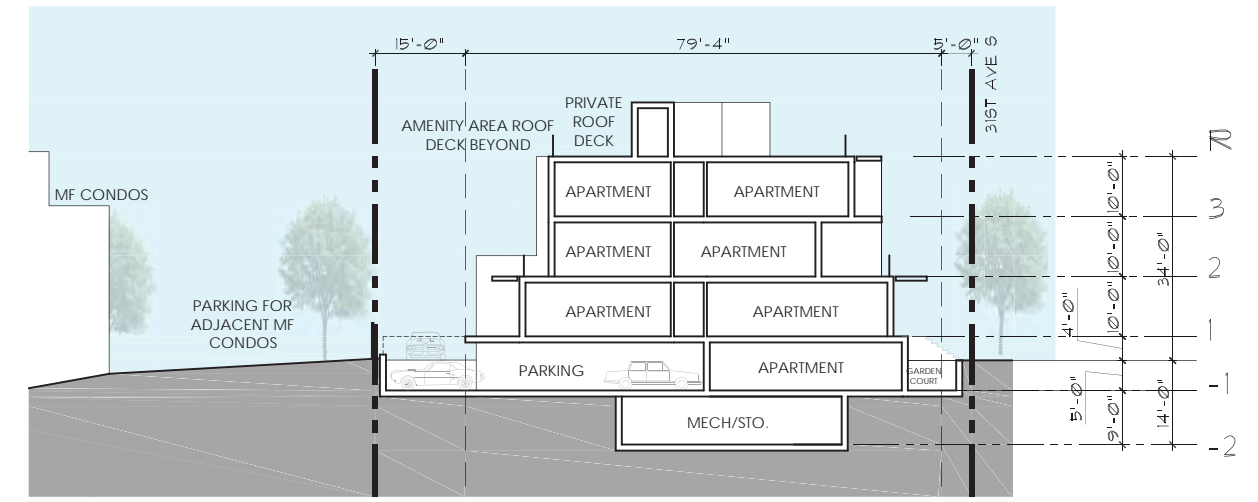 15'-0"
79'-4"
5'-0"
31ST AVE S
AMENITY AREA ROOF
DECK BEYOND
PRIVATE
ROOF
DECK
R
MF CONDOS
APARTMENT
APARTMENT
10'-0"
3
APARTMENT
APARTMENT
10'-0"
34'-0"
2
PARKING FOR
ADJACENT MF
CONDOS
APARTMENT
APARTMENT
4'-0"
10'-0"
1
PARKING
APARTMENT
GARDEN
COURT
-1
5'-0"
9'-0"
14'-0"
MECH/STO.
-2